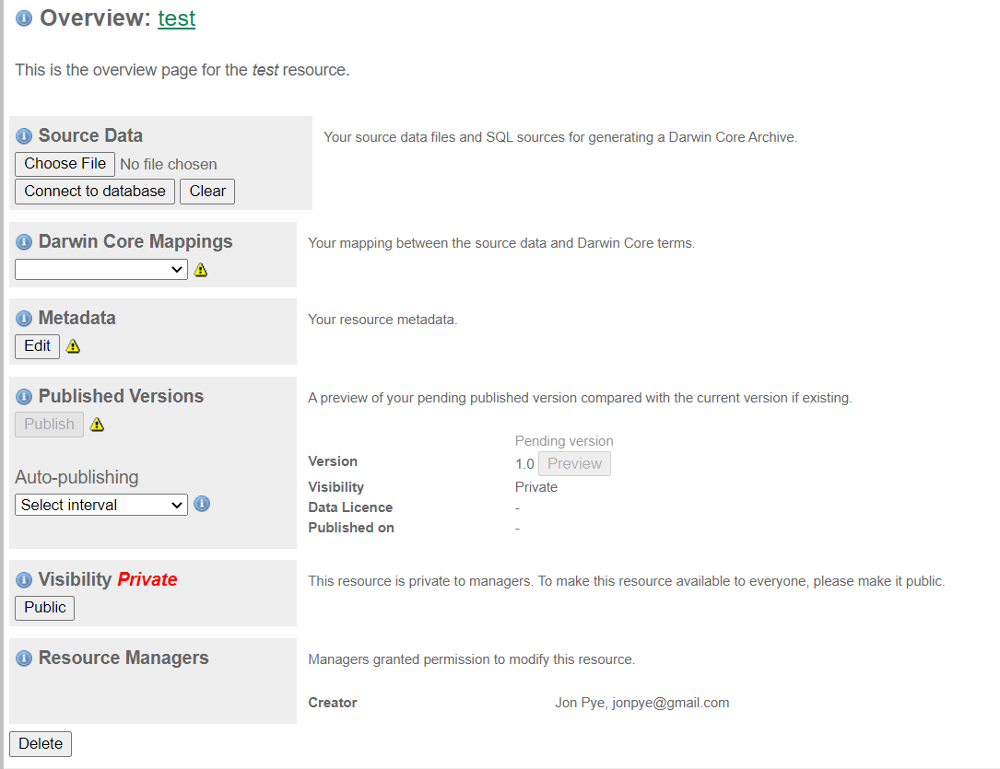 Overview: test
This is the overview page for the test resource.
Source Data
Your source data files and SQL sources for generating a Darwin Core Archive.
Choose File No file chosen
Connect to database Clear
Darwin Core Mappings
Your mapping between the source data and Darwin Core terms.
Metadata
Your resource metadata.
Edit
Published Versions
A preview of your pending published version compared with the current version if existing.
Publish
Pending version
Version 1.0 Preview
Visibility Private
Data Licence -
Published on -
Auto-publishing
Select interval
Visibility Private
This resource is private to managers. To make this resource available to everyone, please make it public.
Public
Resource Managers
Managers granted permission to modify this resource.
Creator Jon Pye, jonpye@gmail.com
Delete